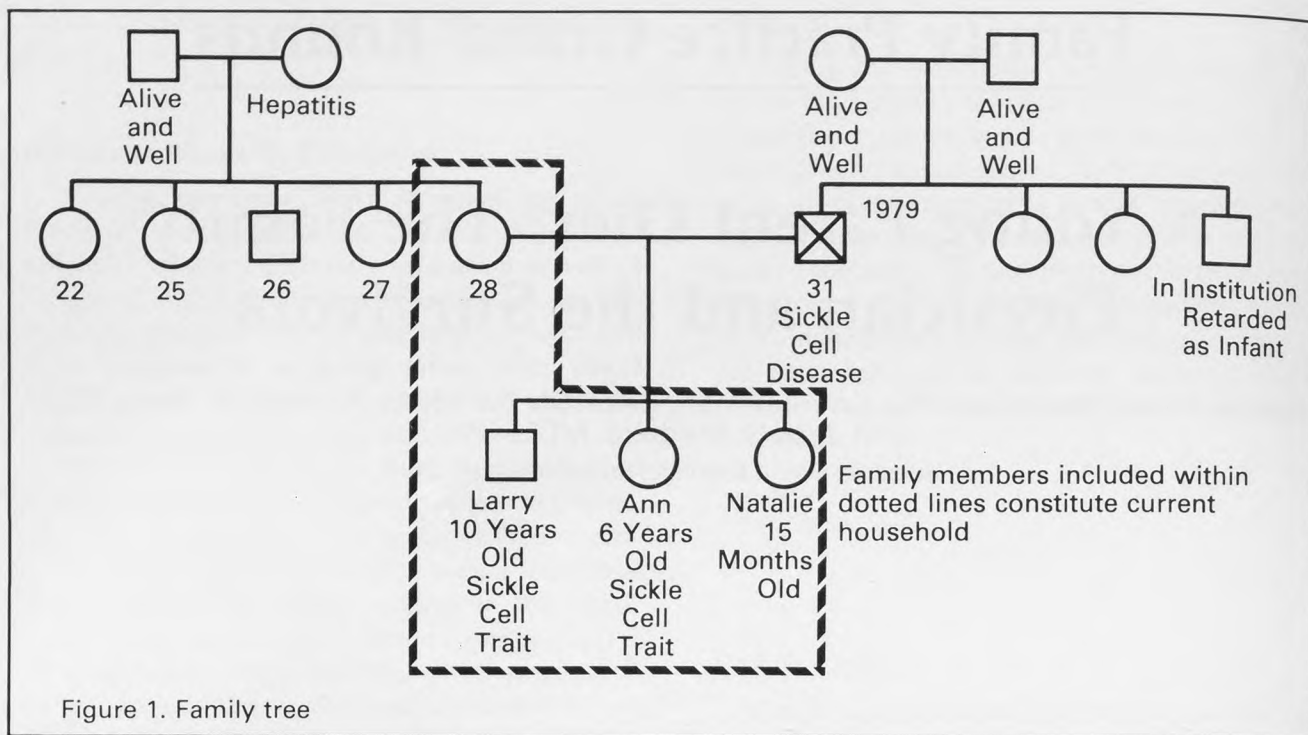 Alive
and
Well
Hepatitis
Alive
and
Well
Alive
and
Well
22
25
26
27
28
1979
31
Sickle
Cell
Disease
In Institution
Retarded
as Infant
Larry
10 Years
Old
Sickle
Cell
Trait
Ann
6 Years
Old
Sickle
Cell
Trait
Natalie
15
Months
Old
Family members included within
dotted lines constitute current
household
Figure 1. Family tree